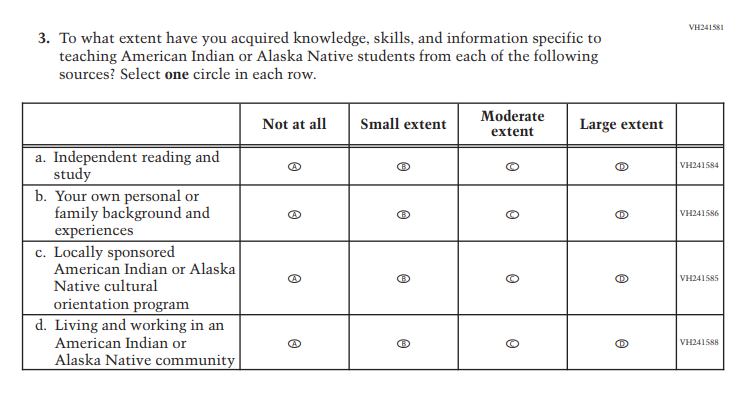 VH241581
3. To what extent have you acquired knowledge, skills, and information specific to
teaching American Indian or Alaska Native students from each of the following
sources? Select one circle in each row.
Not at all Small extent Moderate extent Large extent
a. Independent reading and
study
A B C D VH241584
b. Your own personal or
family background and
experiences
A B C D VH241586
c. Locally sponsored
American Indian or Alaska
Native cultural
orientation program
A B C D VH241585
d. Living and working in an
American Indian or
Alaska Native community
A B C D VH241588